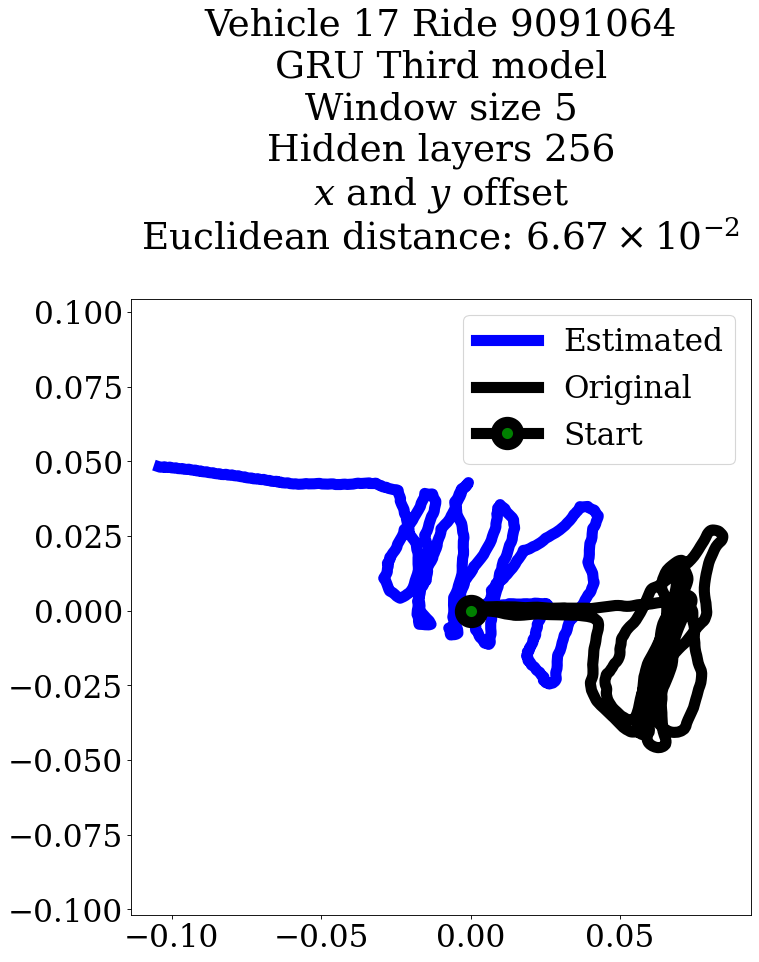 Vehicle 17 Ride 9091064
GRU Third model
Window size 5
Hidden layers 256
x and y offset
Euclidean distance: 6.67 × 10⁻²
Estimated
Original
Start
0.100
0.075
0.050
0.025
0.000
−0.025
−0.050
−0.075
−0.100
−0.10 −0.05 0.00 0.05